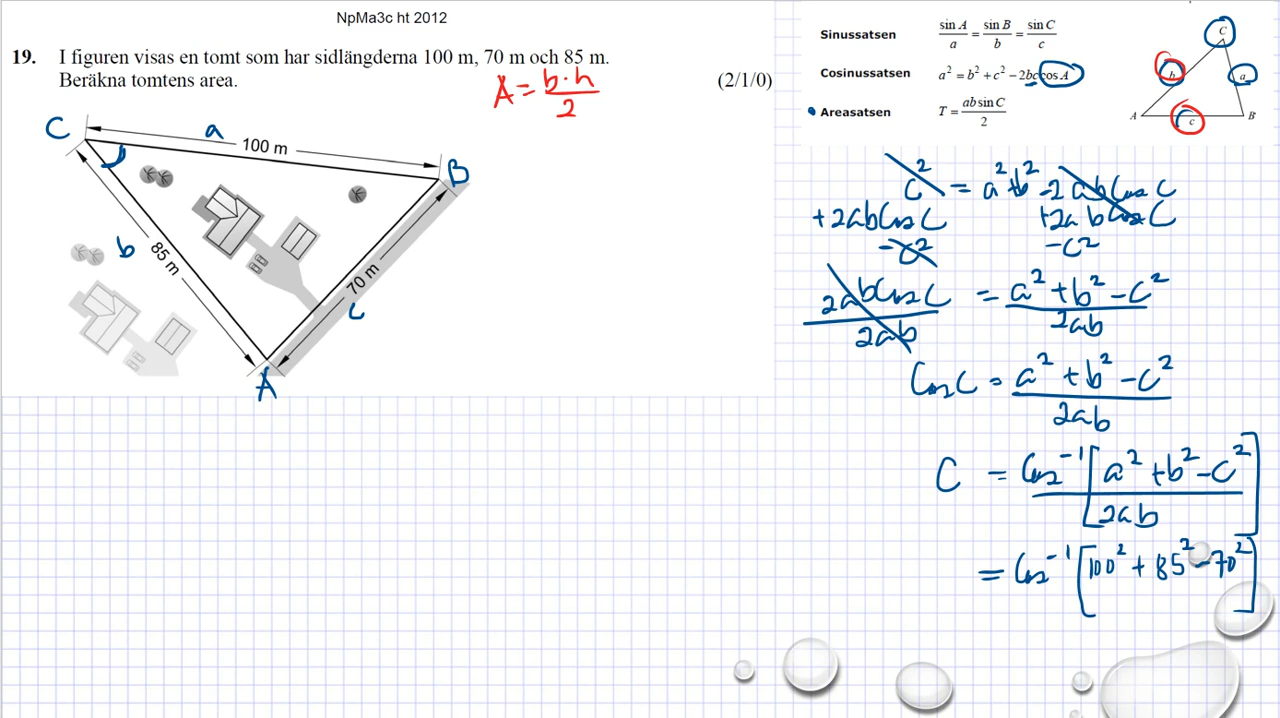 NpMa3c ht 2012
19. I figuren visas en tomt som har sidlängderna 100 m, 70 m och 85 m.
Beräkna tomtens area.
(2/1/0)
A = b·h / 2
C
a
100 m
B
b
85 m
70 m
c
A
Sinussatsen sin A / a = sin B / b = sin C / c
Cosinussatsen a² = b² + c² − 2bc cos A
Areasatsen T = ab sin C / 2
C
b
a
A
c
B
c² = a² + b² − 2ab Cos C
+2ab Cos C +2ab Cos C
−c² −c²
2ab Cos C / 2ab = a² + b² − c² / 2ab
Cos C = a² + b² − c² / 2ab
C = Cos⁻¹ [a² + b² − c² / 2ab]
= Cos⁻¹ [100² + 85² − 70²]